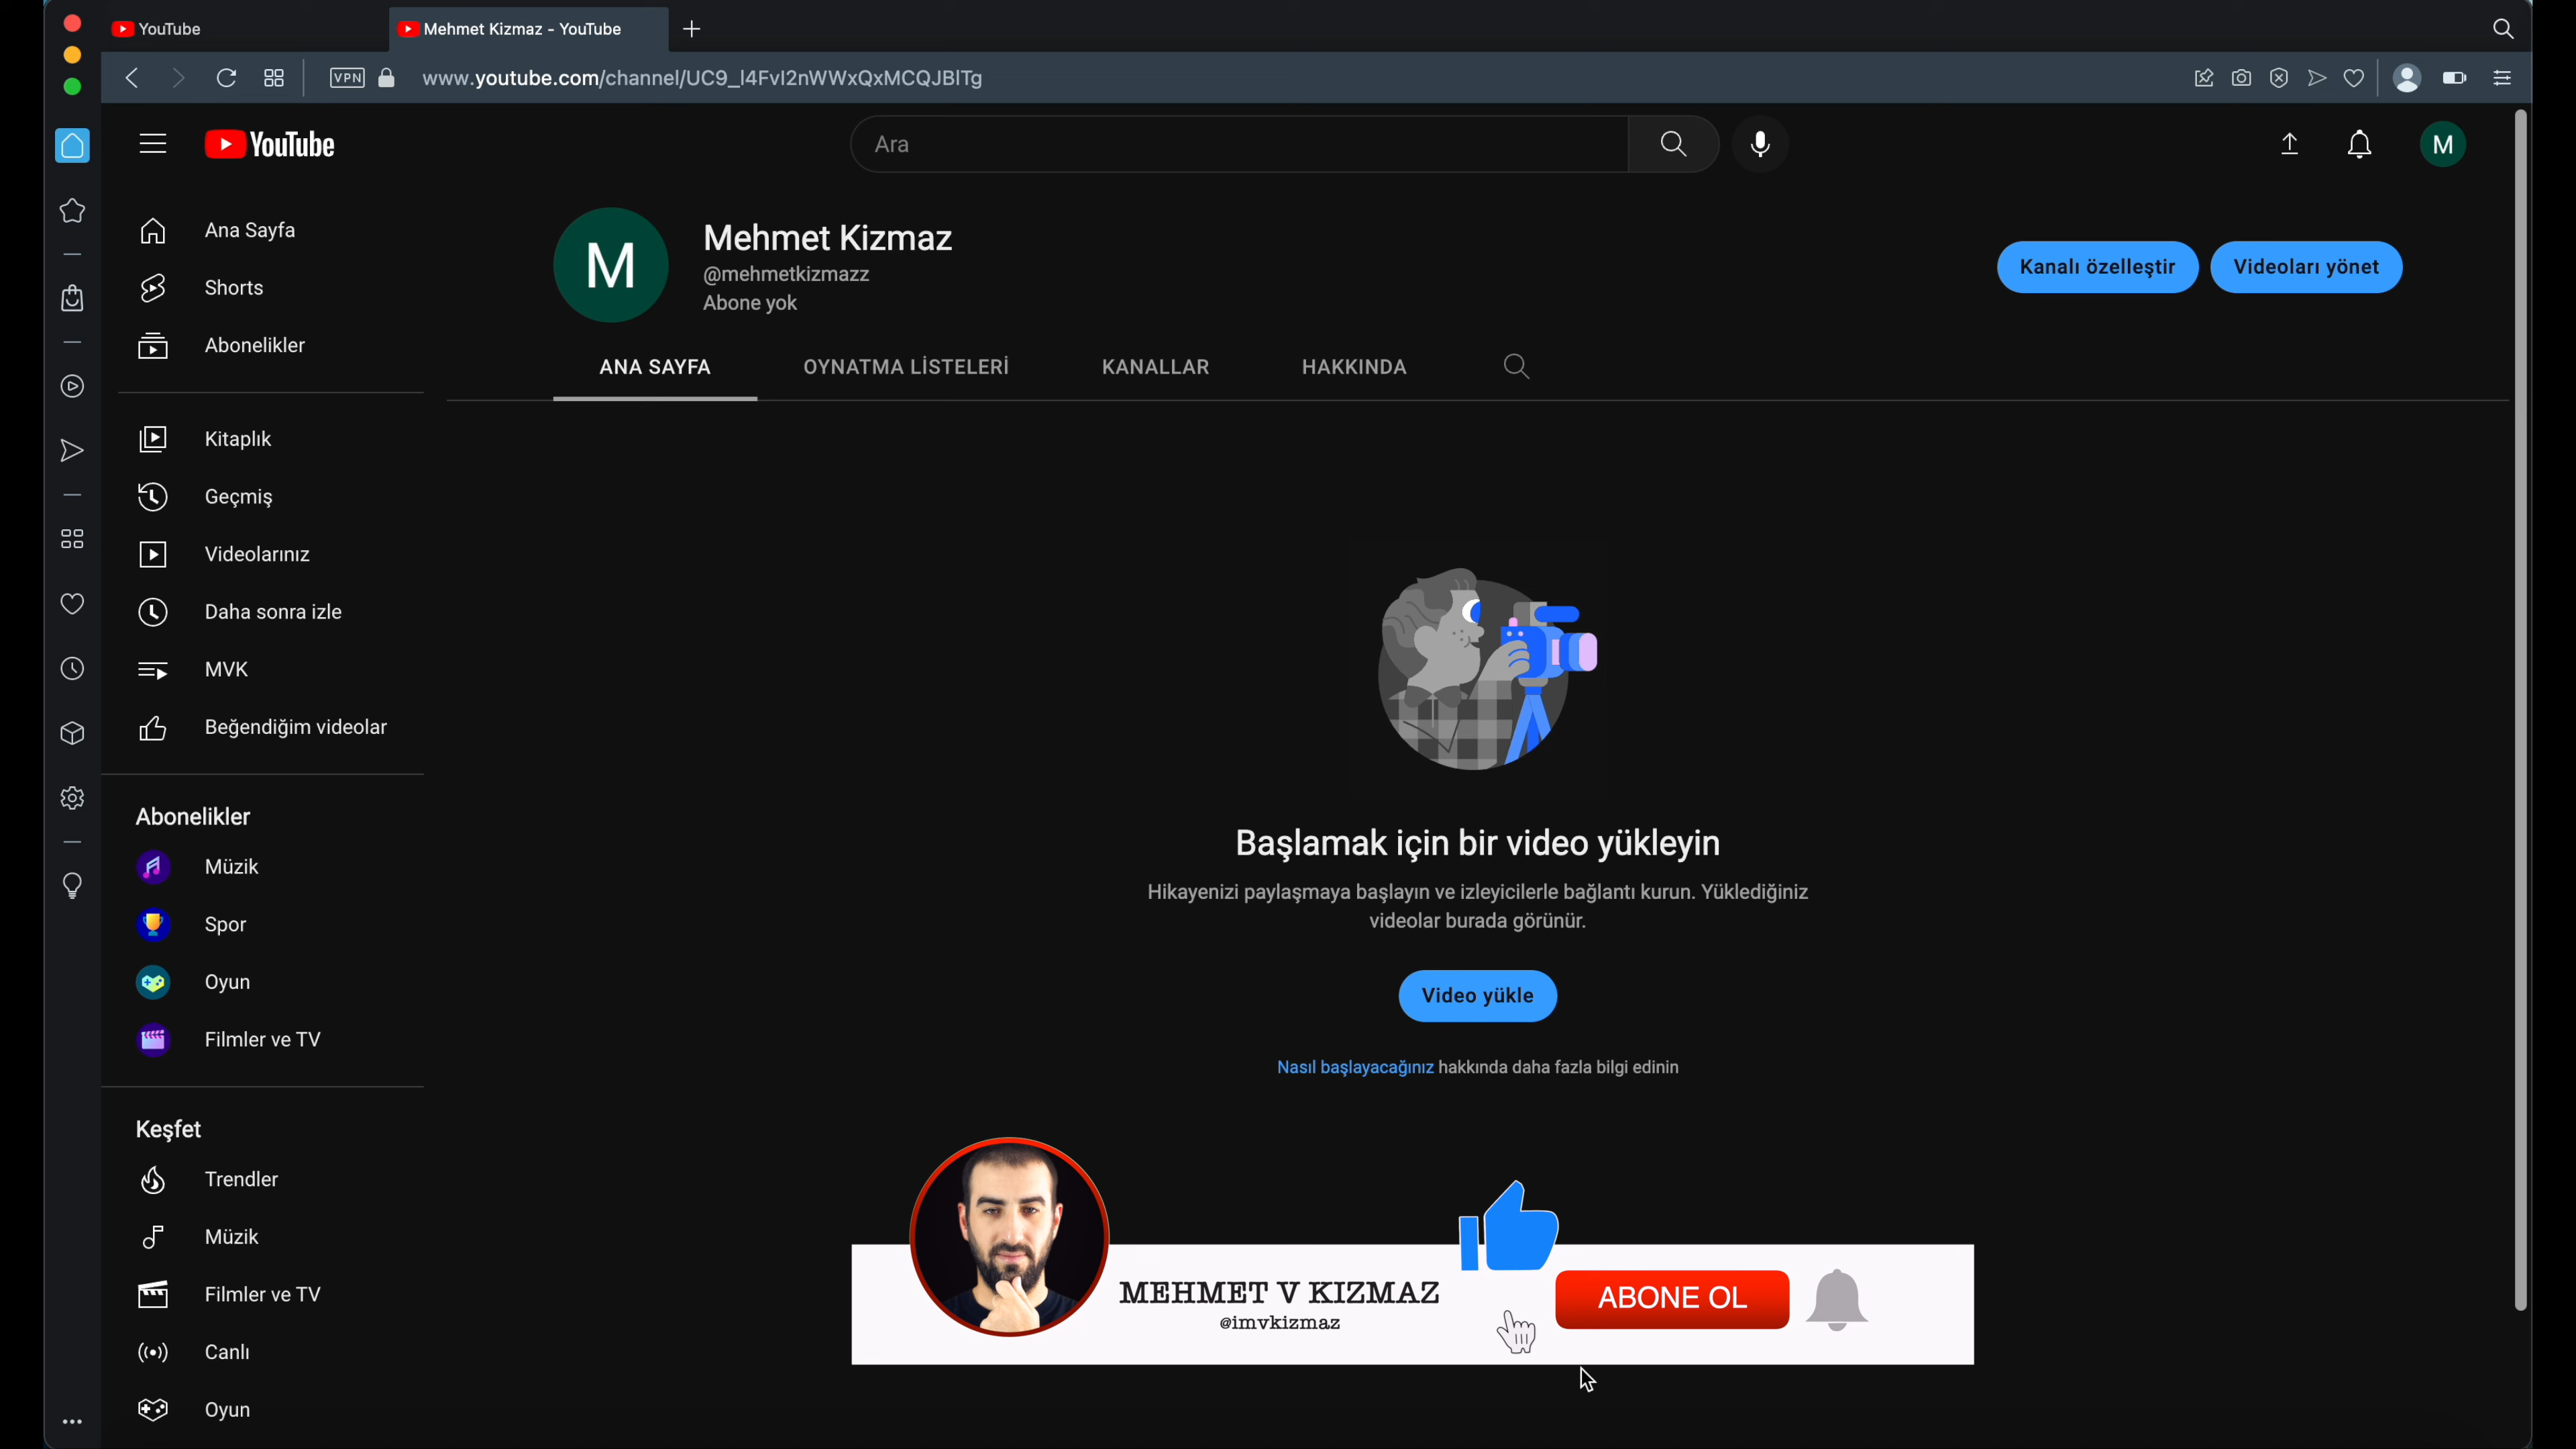 YouTube
Mehmet Kizmaz - YouTube
VPN
www.youtube.com/channel/UC9_l4FvI2nWWxQxMCQJBlTg
YouTube
Ara
M
Ana Sayfa
Shorts
Abonelikler
Kitaplık
Geçmiş
Videolarınız
Daha sonra izle
MVK
Beğendiğim videolar
Abonelikler
Müzik
Spor
Oyun
Filmler ve TV
Keşfet
Trendler
Müzik
Filmler ve TV
Canlı
Oyun
M
Mehmet Kizmaz
@mehmetkizmazz
Abone yok
Kanalı özelleştir
Videoları yönet
ANA SAYFA
OYNATMA LİSTELERİ
KANALLAR
HAKKINDA
Başlamak için bir video yükleyin
Hikayenizi paylaşmaya başlayın ve izleyicilerle bağlantı kurun. Yüklediğiniz
videolar burada görünür.
Video yükle
Nasıl başlayacağınız hakkında daha fazla bilgi edinin
MEHMET V KIZMAZ
@imvkizmaz
ABONE OL